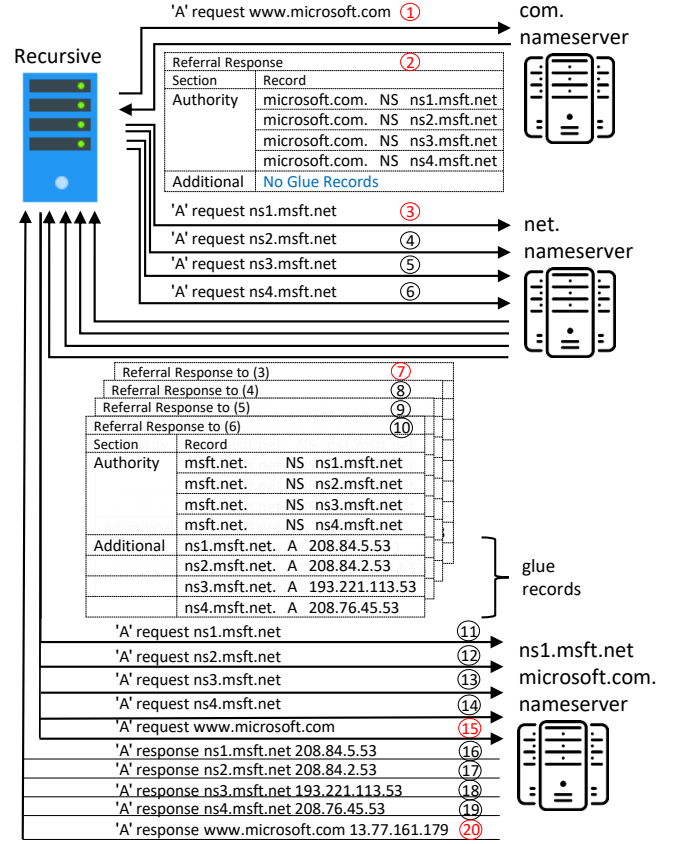 'A' request www.microsoft.com 1
com.
nameserver
Recursive
Referral Response 2
Section Record
Authority microsoft.com. NS ns1.msft.net
microsoft.com. NS ns2.msft.net
microsoft.com. NS ns3.msft.net
microsoft.com. NS ns4.msft.net
Additional No Glue Records
'A' request ns1.msft.net 3
'A' request ns2.msft.net 4
'A' request ns3.msft.net 5
'A' request ns4.msft.net 6
net.
nameserver
Referral Response to (3) 7
Referral Response to (4) 8
Referral Response to (5) 9
Referral Response to (6) 10
Section Record
Authority msft.net. NS ns1.msft.net
msft.net. NS ns2.msft.net
msft.net. NS ns3.msft.net
msft.net. NS ns4.msft.net
Additional ns1.msft.net. A 208.84.5.53
ns2.msft.net. A 208.84.2.53
ns3.msft.net. A 193.221.113.53
ns4.msft.net. A 208.76.45.53
glue
records
'A' request ns1.msft.net 11
'A' request ns2.msft.net 12
'A' request ns3.msft.net 13
'A' request ns4.msft.net 14
'A' request www.microsoft.com 15
ns1.msft.net
microsoft.com.
nameserver
'A' response ns1.msft.net 208.84.5.53 16
'A' response ns2.msft.net 208.84.2.53 17
'A' response ns3.msft.net 193.221.113.53 18
'A' response ns4.msft.net 208.76.45.53 19
'A' response www.microsoft.com 13.77.161.179 20